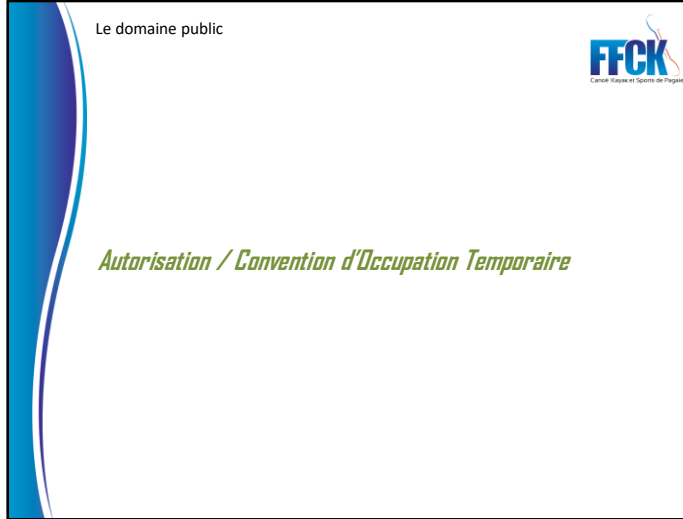 Le domaine public
FFCK
Canoë Kayak et Sports de Pagaie
Autorisation / Convention d'Occupation Temporaire